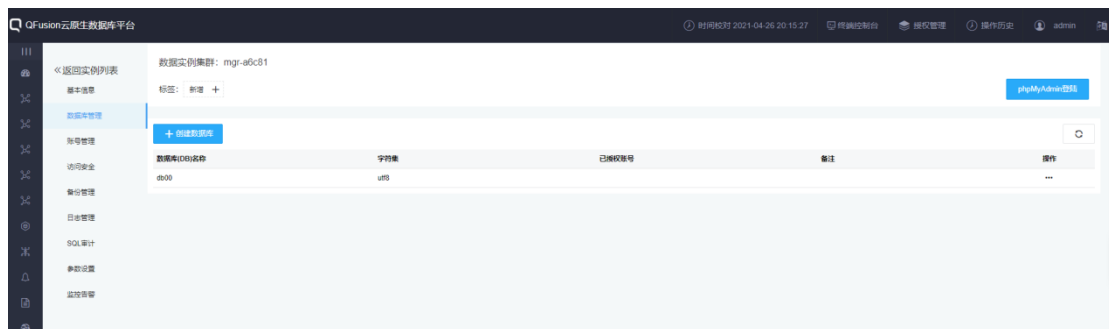 QFusion云原生数据库平台
时间校对 2021-04-26 20:15:27
终端控制台
授权管理
操作历史
admin
≪返回实例列表
基本信息
数据库管理
账号管理
访问安全
备份管理
日志管理
SQL审计
参数设置
监控告警
数据实例集群：mgr-a6c81
标签： 新增 +
phpMyAdmin登陆
+ 创建数据库
数据库(DB)名称 字符集 已授权账号 备注 操作
db00 utf8 •••